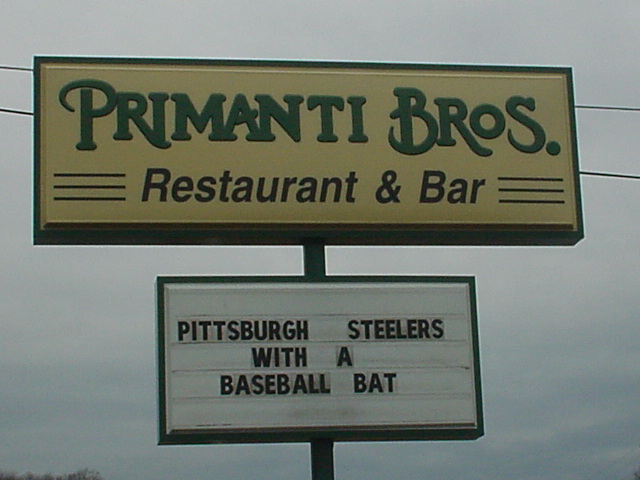 PRIMANTI BROS.
Restaurant & Bar
PITTSBURGH STEELERS
WITH A
BASEBALL BAT